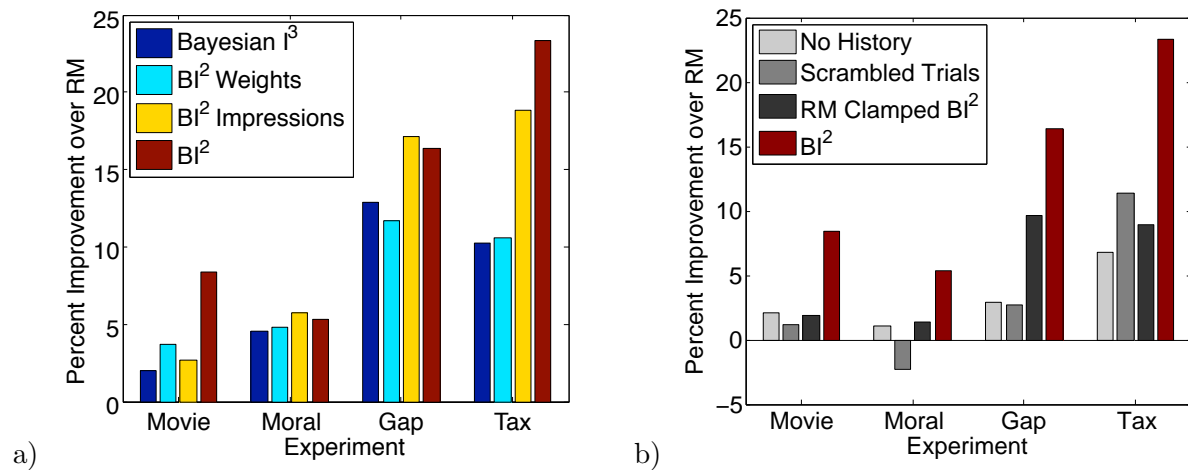 25
20
15
10
5
0
Percent Improvement over RM
Bayesian I³
BI² Weights
BI² Impressions
BI²
Movie Moral Gap Tax
Experiment
a)
25
20
15
10
5
0
−5
Percent Improvement over RM
No History
Scrambled Trials
RM Clamped BI²
BI²
Movie Moral Gap Tax
Experiment
b)